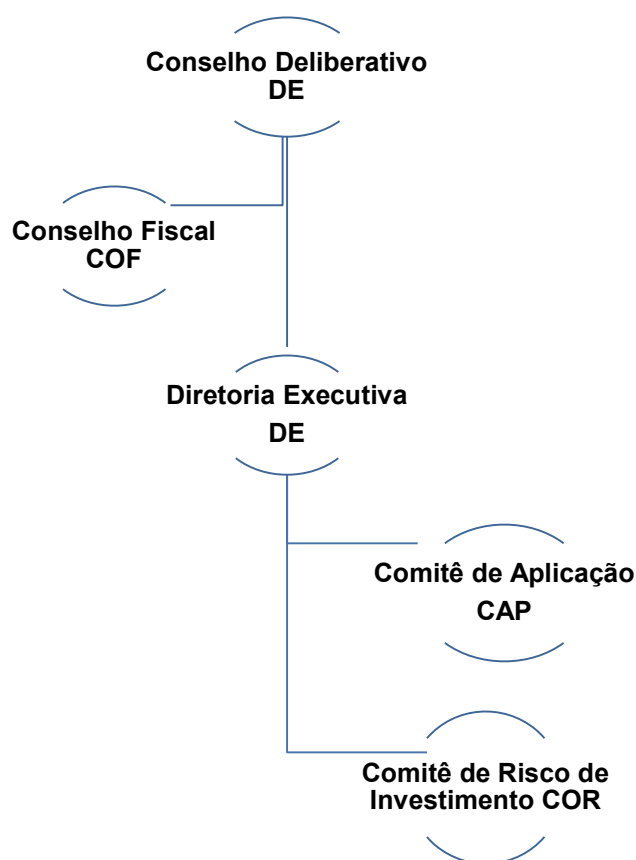 Conselho Deliberativo
DE
Conselho Fiscal
COF
Diretoria Executiva
DE
Comitê de Aplicação
CAP
Comitê de Risco de
Investimento COR